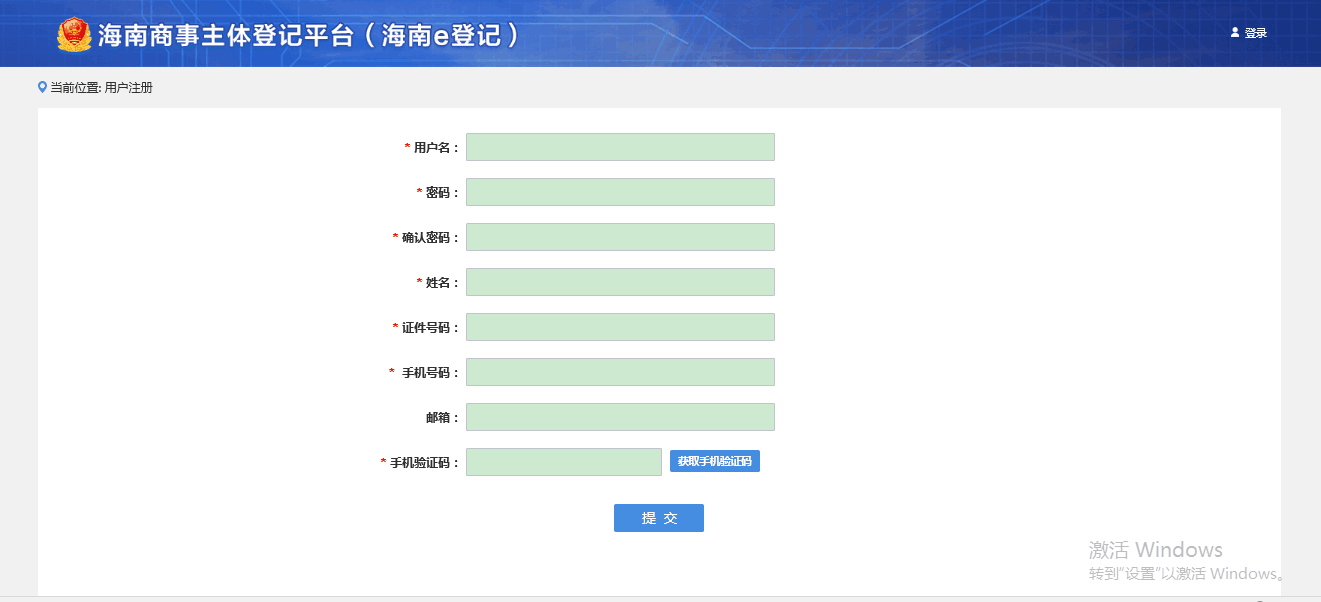 海南商事主体登记平台（海南e登记）
登录
当前位置: 用户注册
* 用户名：
* 密码：
* 确认密码：
* 姓名：
* 证件号码：
* 手机号码：
邮箱：
* 手机验证码： 获取手机验证码
提 交
激活 Windows
转到"设置"以激活 Windows。